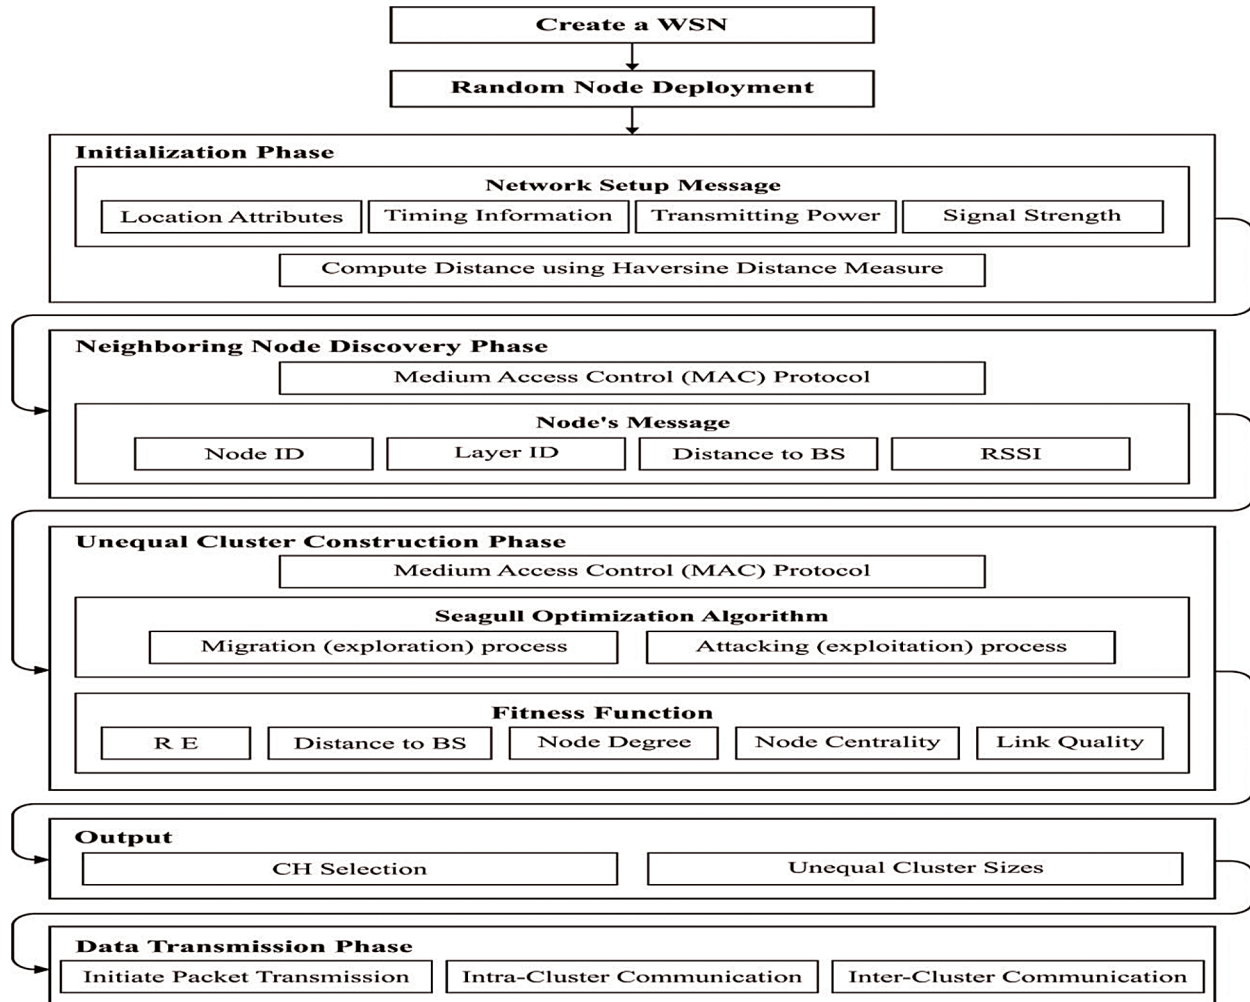 Create a WSN
Random Node Deployment
Initialization Phase
Network Setup Message
Location Attributes
Timing Information
Transmitting Power
Signal Strength
Compute Distance using Haversine Distance Measure
Neighboring Node Discovery Phase
Medium Access Control (MAC) Protocol
Node's Message
Node ID
Layer ID
Distance to BS
RSSI
Unequal Cluster Construction Phase
Medium Access Control (MAC) Protocol
Seagull Optimization Algorithm
Migration (exploration) process
Attacking (exploitation) process
Fitness Function
R E
Distance to BS
Node Degree
Node Centrality
Link Quality
Output
CH Selection
Unequal Cluster Sizes
Data Transmission Phase
Initiate Packet Transmission
Intra-Cluster Communication
Inter-Cluster Communication